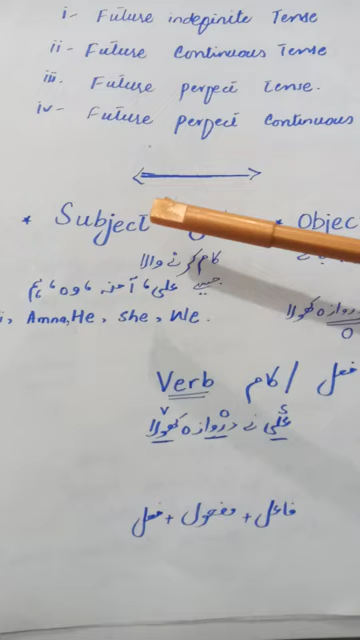 i- Future indefinite Tense
ii- Future Continuous Tense
iii. Future perfect Tense.
iv- Future perfect Continuous
* Subject * Objec
کام کرنے والا
جیسے علی، آمنہ، وہ، ہم
i, Amna, He, She, We.
دروازہ کھولا
O
Verb کام / فعل
V O S
علی نے دروازہ کھولا
فاعل + مفعول + فعل